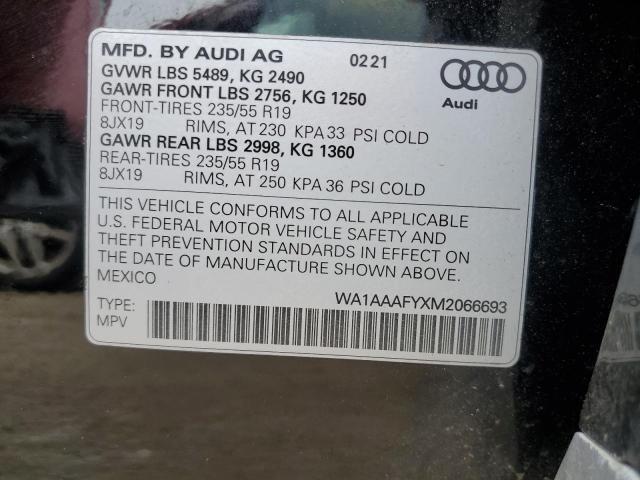 MFD. BY AUDI AG 0221
GVWR LBS 5489, KG 2490
GAWR FRONT LBS 2756, KG 1250
FRONT-TIRES 235/55 R19
8JX19 RIMS, AT 230 KPA 33 PSI COLD
GAWR REAR LBS 2998, KG 1360
REAR-TIRES 235/55 R19
8JX19 RIMS, AT 250 KPA 36 PSI COLD
Audi
THIS VEHICLE CONFORMS TO ALL APPLICABLE
U.S. FEDERAL MOTOR VEHICLE SAFETY AND
THEFT PREVENTION STANDARDS IN EFFECT ON
THE DATE OF MANUFACTURE SHOWN ABOVE.
MEXICO
WA1AAAFYXM2066693
TYPE:
MPV